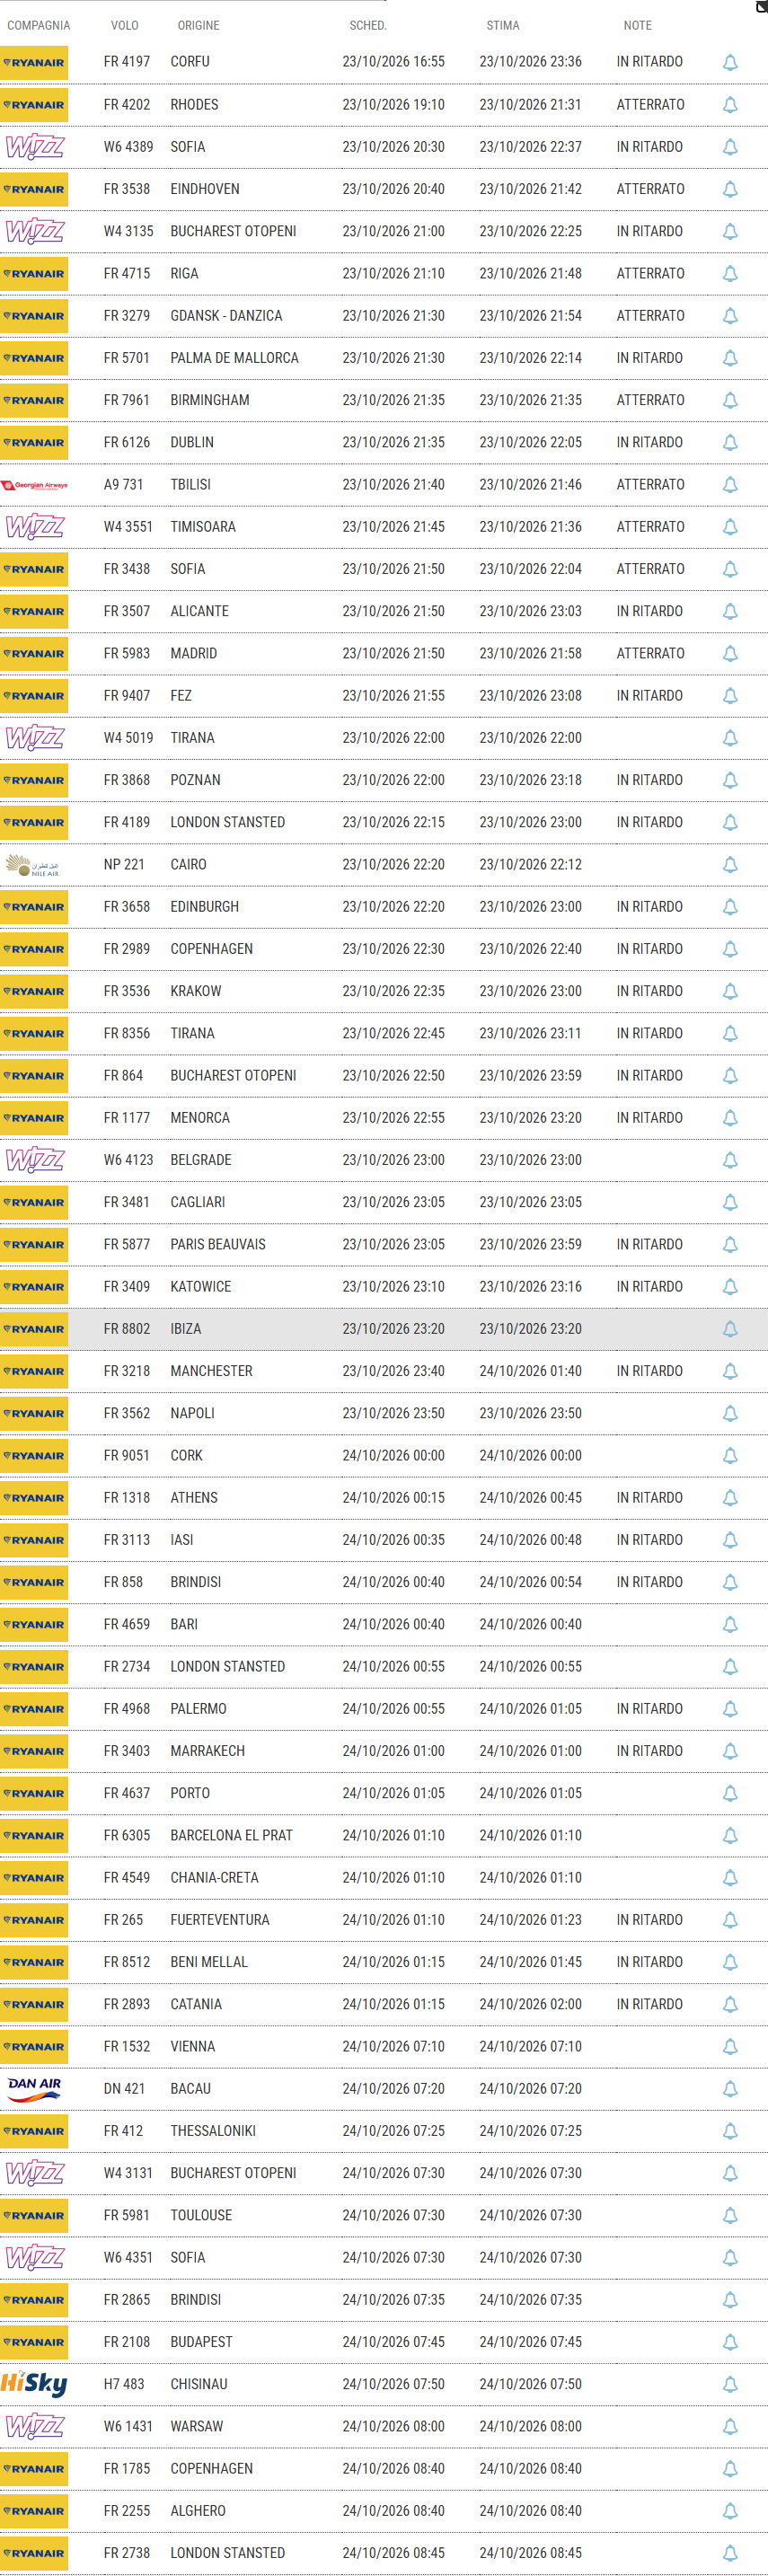 COMPAGNIA VOLO ORIGINE SCHED. STIMA NOTE
RYANAIR FR 4197 CORFU 23/10/2026 16:55 23/10/2026 23:36 IN RITARDO
RYANAIR FR 4202 RHODES 23/10/2026 19:10 23/10/2026 21:31 ATTERRATO
WIZZ W6 4389 SOFIA 23/10/2026 20:30 23/10/2026 22:37 IN RITARDO
RYANAIR FR 3538 EINDHOVEN 23/10/2026 20:40 23/10/2026 21:42 ATTERRATO
WIZZ W4 3135 BUCHAREST OTOPENI 23/10/2026 21:00 23/10/2026 22:25 IN RITARDO
RYANAIR FR 4715 RIGA 23/10/2026 21:10 23/10/2026 21:48 ATTERRATO
RYANAIR FR 3279 GDANSK - DANZICA 23/10/2026 21:30 23/10/2026 21:54 ATTERRATO
RYANAIR FR 5701 PALMA DE MALLORCA 23/10/2026 21:30 23/10/2026 22:14 IN RITARDO
RYANAIR FR 7961 BIRMINGHAM 23/10/2026 21:35 23/10/2026 21:35 ATTERRATO
RYANAIR FR 6126 DUBLIN 23/10/2026 21:35 23/10/2026 22:05 IN RITARDO
Georgian Airways A9 731 TBILISI 23/10/2026 21:40 23/10/2026 21:46 ATTERRATO
WIZZ W4 3551 TIMISOARA 23/10/2026 21:45 23/10/2026 21:36 ATTERRATO
RYANAIR FR 3438 SOFIA 23/10/2026 21:50 23/10/2026 22:04 ATTERRATO
RYANAIR FR 3507 ALICANTE 23/10/2026 21:50 23/10/2026 23:03 IN RITARDO
RYANAIR FR 5983 MADRID 23/10/2026 21:50 23/10/2026 21:58 ATTERRATO
RYANAIR FR 9407 FEZ 23/10/2026 21:55 23/10/2026 23:08 IN RITARDO
WIZZ W4 5019 TIRANA 23/10/2026 22:00 23/10/2026 22:00
RYANAIR FR 3868 POZNAN 23/10/2026 22:00 23/10/2026 23:18 IN RITARDO
RYANAIR FR 4189 LONDON STANSTED 23/10/2026 22:15 23/10/2026 23:00 IN RITARDO
النيل للطيران NILE AIR NP 221 CAIRO 23/10/2026 22:20 23/10/2026 22:12
RYANAIR FR 3658 EDINBURGH 23/10/2026 22:20 23/10/2026 23:00 IN RITARDO
RYANAIR FR 2989 COPENHAGEN 23/10/2026 22:30 23/10/2026 22:40 IN RITARDO
RYANAIR FR 3536 KRAKOW 23/10/2026 22:35 23/10/2026 23:00 IN RITARDO
RYANAIR FR 8356 TIRANA 23/10/2026 22:45 23/10/2026 23:11 IN RITARDO
RYANAIR FR 864 BUCHAREST OTOPENI 23/10/2026 22:50 23/10/2026 23:59 IN RITARDO
RYANAIR FR 1177 MENORCA 23/10/2026 22:55 23/10/2026 23:20 IN RITARDO
WIZZ W6 4123 BELGRADE 23/10/2026 23:00 23/10/2026 23:00
RYANAIR FR 3481 CAGLIARI 23/10/2026 23:05 23/10/2026 23:05
RYANAIR FR 5877 PARIS BEAUVAIS 23/10/2026 23:05 23/10/2026 23:59 IN RITARDO
RYANAIR FR 3409 KATOWICE 23/10/2026 23:10 23/10/2026 23:16 IN RITARDO
RYANAIR FR 8802 IBIZA 23/10/2026 23:20 23/10/2026 23:20
RYANAIR FR 3218 MANCHESTER 23/10/2026 23:40 24/10/2026 01:40 IN RITARDO
RYANAIR FR 3562 NAPOLI 23/10/2026 23:50 23/10/2026 23:50
RYANAIR FR 9051 CORK 24/10/2026 00:00 24/10/2026 00:00
RYANAIR FR 1318 ATHENS 24/10/2026 00:15 24/10/2026 00:45 IN RITARDO
RYANAIR FR 3113 IASI 24/10/2026 00:35 24/10/2026 00:48 IN RITARDO
RYANAIR FR 858 BRINDISI 24/10/2026 00:40 24/10/2026 00:54 IN RITARDO
RYANAIR FR 4659 BARI 24/10/2026 00:40 24/10/2026 00:40
RYANAIR FR 2734 LONDON STANSTED 24/10/2026 00:55 24/10/2026 00:55
RYANAIR FR 4968 PALERMO 24/10/2026 00:55 24/10/2026 01:05 IN RITARDO
RYANAIR FR 3403 MARRAKECH 24/10/2026 01:00 24/10/2026 01:00 IN RITARDO
RYANAIR FR 4637 PORTO 24/10/2026 01:05 24/10/2026 01:05
RYANAIR FR 6305 BARCELONA EL PRAT 24/10/2026 01:10 24/10/2026 01:10
RYANAIR FR 4549 CHANIA-CRETA 24/10/2026 01:10 24/10/2026 01:10
RYANAIR FR 265 FUERTEVENTURA 24/10/2026 01:10 24/10/2026 01:23 IN RITARDO
RYANAIR FR 8512 BENI MELLAL 24/10/2026 01:15 24/10/2026 01:45 IN RITARDO
RYANAIR FR 2893 CATANIA 24/10/2026 01:15 24/10/2026 02:00 IN RITARDO
RYANAIR FR 1532 VIENNA 24/10/2026 07:10 24/10/2026 07:10
DAN AIR DN 421 BACAU 24/10/2026 07:20 24/10/2026 07:20
RYANAIR FR 412 THESSALONIKI 24/10/2026 07:25 24/10/2026 07:25
WIZZ W4 3131 BUCHAREST OTOPENI 24/10/2026 07:30 24/10/2026 07:30
RYANAIR FR 5981 TOULOUSE 24/10/2026 07:30 24/10/2026 07:30
WIZZ W6 4351 SOFIA 24/10/2026 07:30 24/10/2026 07:30
RYANAIR FR 2865 BRINDISI 24/10/2026 07:35 24/10/2026 07:35
RYANAIR FR 2108 BUDAPEST 24/10/2026 07:45 24/10/2026 07:45
HiSky H7 483 CHISINAU 24/10/2026 07:50 24/10/2026 07:50
WIZZ W6 1431 WARSAW 24/10/2026 08:00 24/10/2026 08:00
RYANAIR FR 1785 COPENHAGEN 24/10/2026 08:40 24/10/2026 08:40
RYANAIR FR 2255 ALGHERO 24/10/2026 08:40 24/10/2026 08:40
RYANAIR FR 2738 LONDON STANSTED 24/10/2026 08:45 24/10/2026 08:45